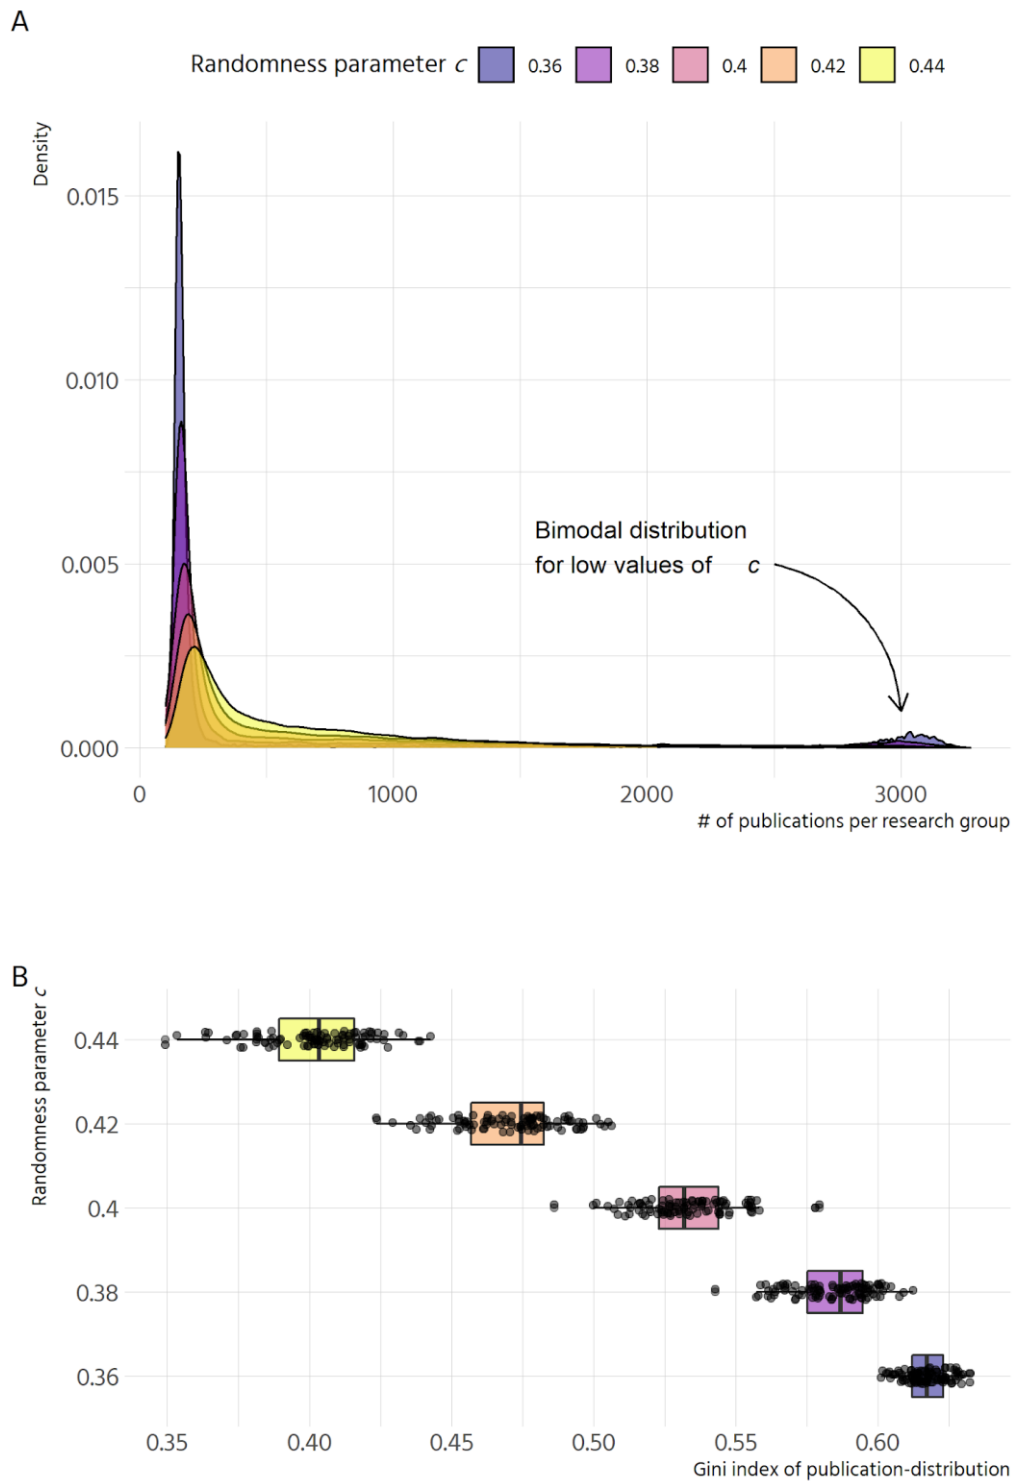 A
Randomness parameter c 0.36 0.38 0.4 0.42 0.44
Density
0.015
0.010
0.005
0.000
Bimodal distribution
for low values of c
0 1000 2000 3000
# of publications per research group
B
Randomness parameter c
0.44
0.42
0.4
0.38
0.36
0.35 0.40 0.45 0.50 0.55 0.60
Gini index of publication-distribution